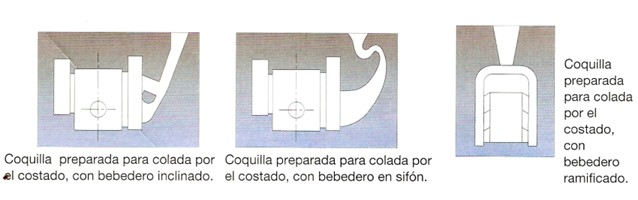 Coquilla preparada para colada por
el costado, con bebedero inclinado.
Coquilla preparada para colada por
el costado, con bebedero en sifón.
Coquilla
preparada
para colada
por el
costado,
con
bebedero
ramificado.